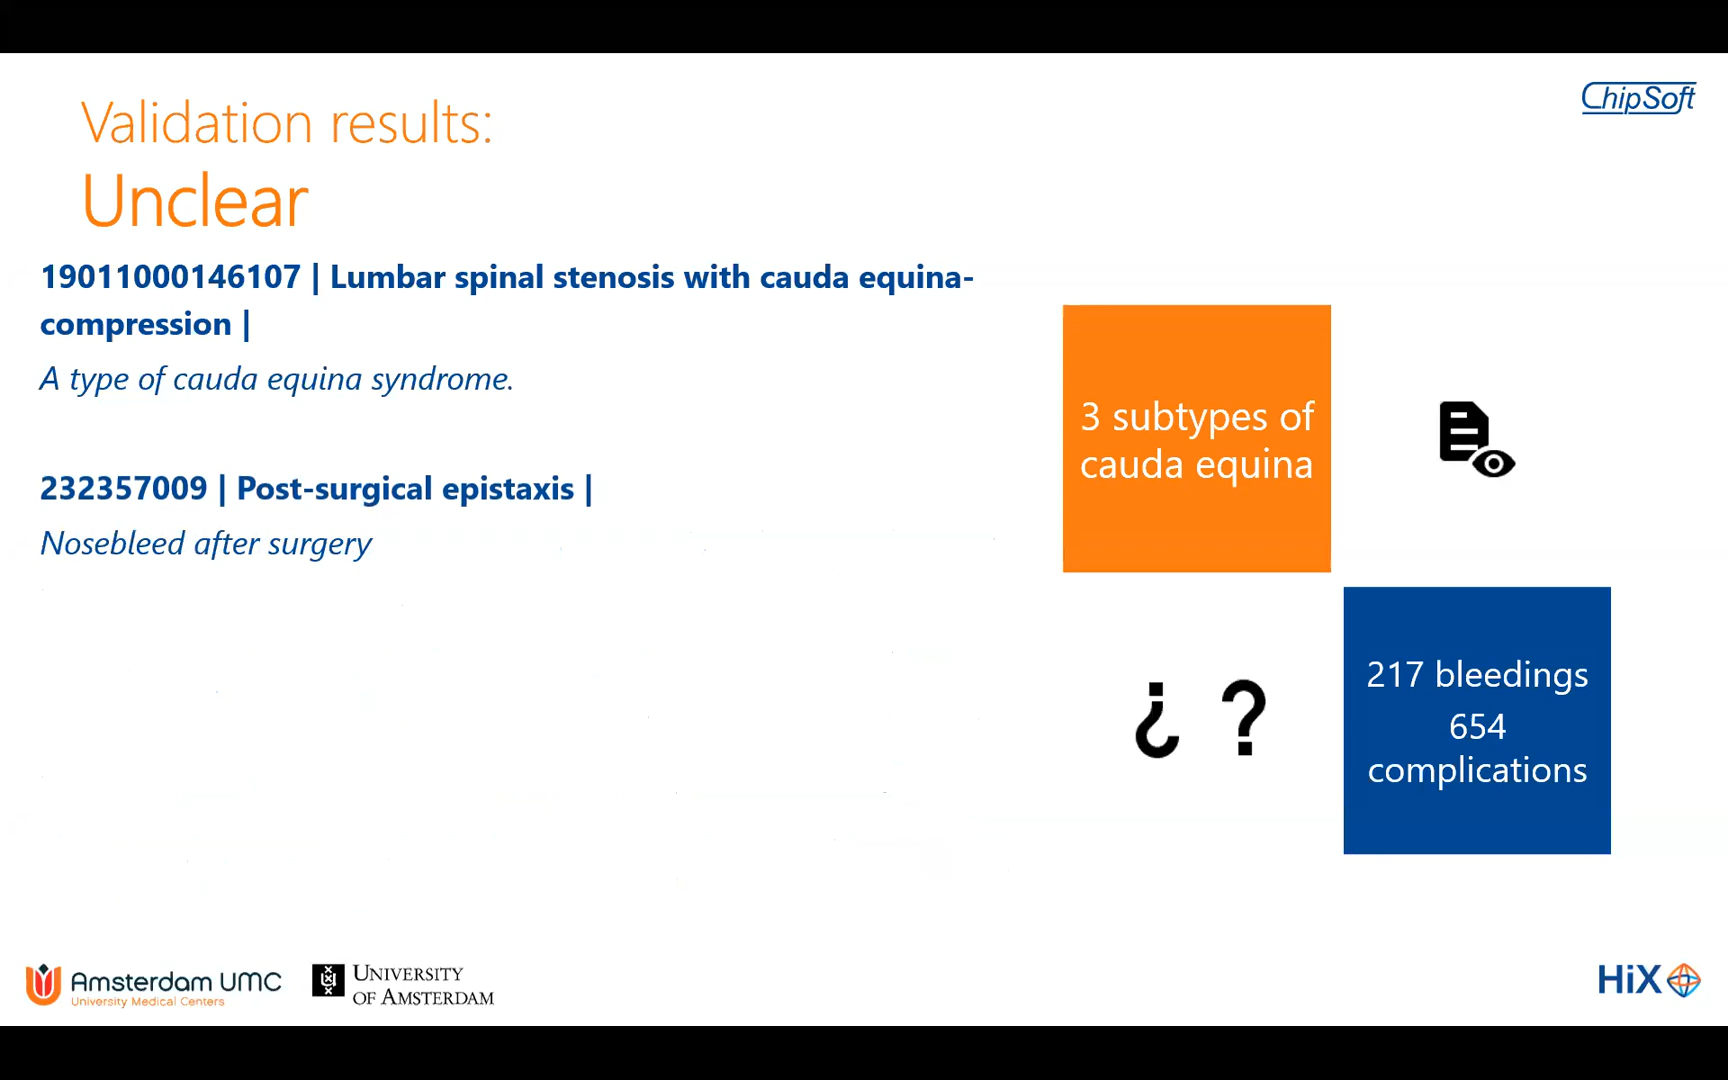 ChipSoft
Validation results:
Unclear
19011000146107 | Lumbar spinal stenosis with cauda equina-
compression |
A type of cauda equina syndrome.
232357009 | Post-surgical epistaxis |
Nosebleed after surgery
3 subtypes of
cauda equina
¿ ?
217 bleedings
654
complications
Amsterdam UMC
University Medical Centers
UNIVERSITY
OF AMSTERDAM
HiX